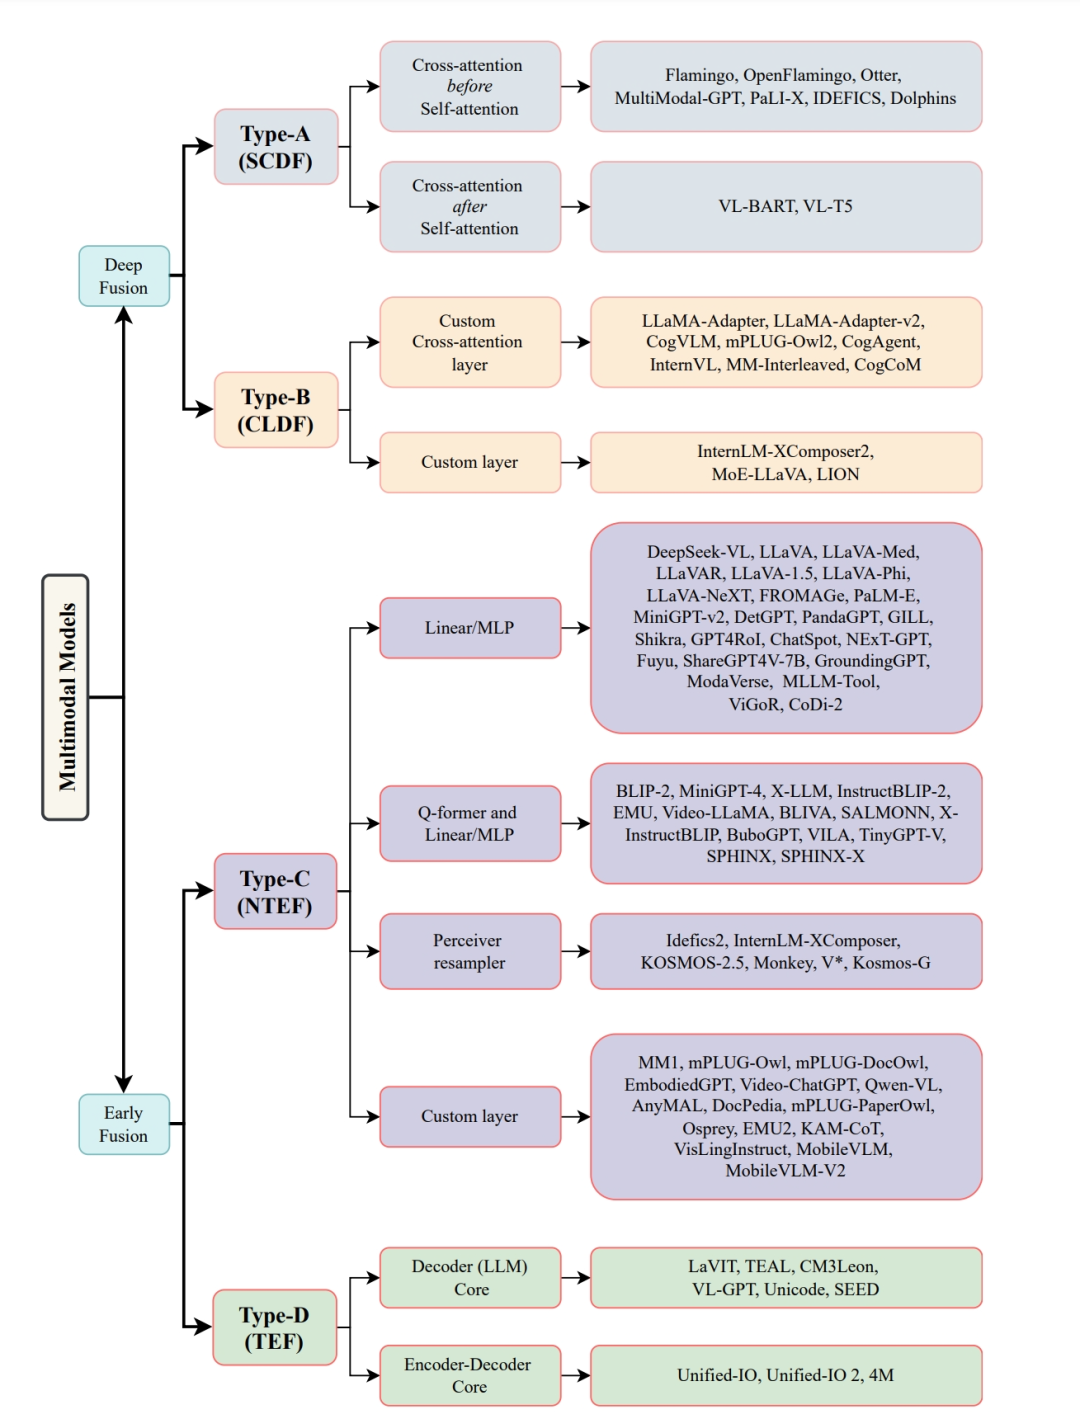 Multimodal Models
Deep
Fusion
Type-A
(SCDF)
Cross-attention
before
Self-attention
Flamingo, OpenFlamingo, Otter,
MultiModal-GPT, PaLI-X, IDEFICS, Dolphins
Cross-attention
after
Self-attention
VL-BART, VL-T5
Type-B
(CLDF)
Custom
Cross-attention
layer
LLaMA-Adapter, LLaMA-Adapter-v2,
CogVLM, mPLUG-Owl2, CogAgent,
InternVL, MM-Interleaved, CogCoM
Custom layer
InternLM-XComposer2,
MoE-LLaVA, LION
Early
Fusion
Type-C
(NTEF)
Linear/MLP
DeepSeek-VL, LLaVA, LLaVA-Med,
LLaVAR, LLaVA-1.5, LLaVA-Phi,
LLaVA-NeXT, FROMAGe, PaLM-E,
MiniGPT-v2, DetGPT, PandaGPT, GILL,
Shikra, GPT4RoI, ChatSpot, NExT-GPT,
Fuyu, ShareGPT4V-7B, GroundingGPT,
ModaVerse, MLLM-Tool,
ViGoR, CoDi-2
Q-former and
Linear/MLP
BLIP-2, MiniGPT-4, X-LLM, InstructBLIP-2,
EMU, Video-LLaMA, BLIVA, SALMONN, X-
InstructBLIP, BuboGPT, VILA, TinyGPT-V,
SPHINX, SPHINX-X
Perceiver
resampler
Idefics2, InternLM-XComposer,
KOSMOS-2.5, Monkey, V*, Kosmos-G
Custom layer
MM1, mPLUG-Owl, mPLUG-DocOwl,
EmbodiedGPT, Video-ChatGPT, Qwen-VL,
AnyMAL, DocPedia, mPLUG-PaperOwl,
Osprey, EMU2, KAM-CoT,
VisLingInstruct, MobileVLM,
MobileVLM-V2
Type-D
(TEF)
Decoder (LLM)
Core
LaVIT, TEAL, CM3Leon,
VL-GPT, Unicode, SEED
Encoder-Decoder
Core
Unified-IO, Unified-IO 2, 4M